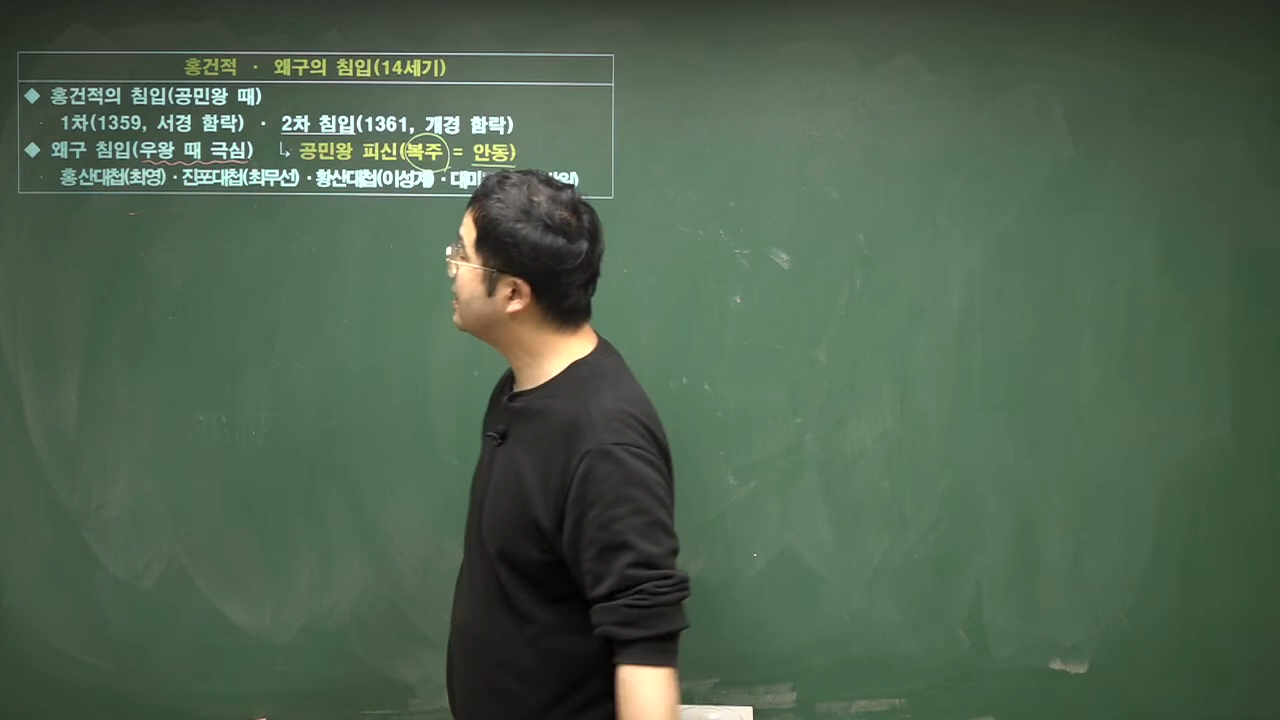 홍건적 · 왜구의 침입(14세기)
◆ 홍건적의 침입(공민왕 때)
· 1차(1359, 서경 함락) · 2차 침입(1361, 개경 함락)
◆ 왜구 침입(우왕 때 극심) ↳ 공민왕 피신(복주 = 안동)
· 홍산대첩(최영) · 진포대첩(최무선) · 황산대첩(이성계) ·